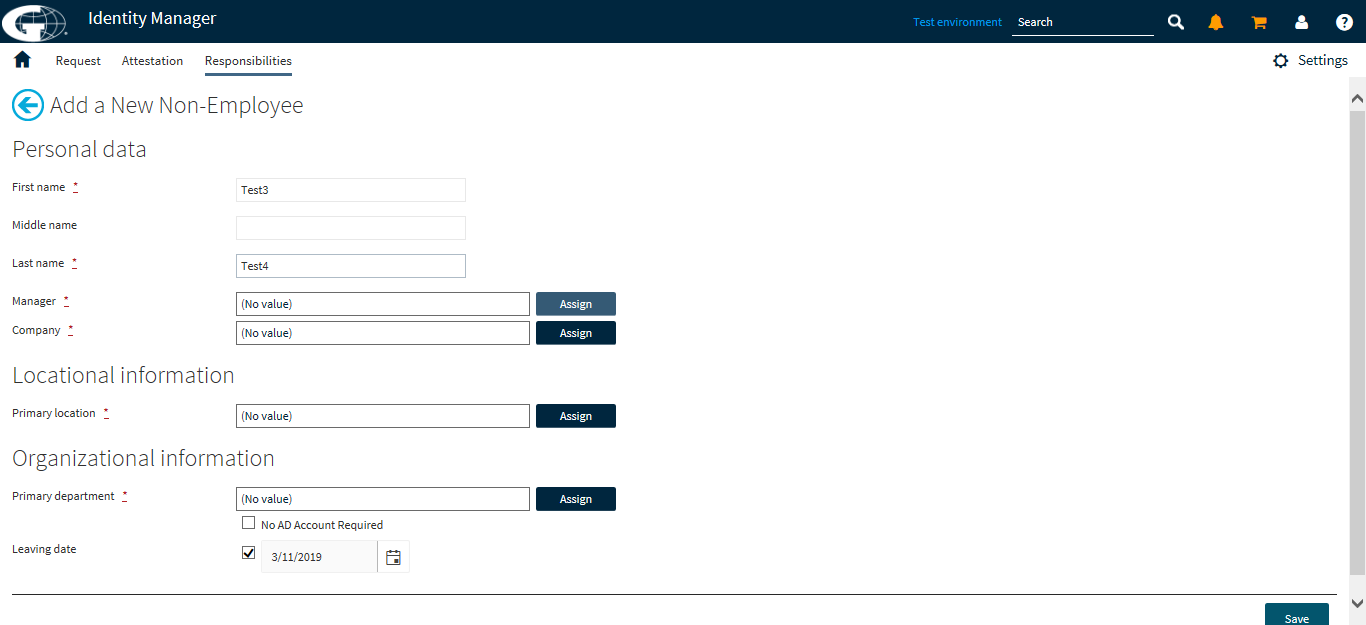 Identity Manager
Test environment
Search
Request Attestation Responsibilities
Settings
Add a New Non-Employee
Personal data
First name * Test3
Middle name
Last name * Test4
Manager * (No value) Assign
Company * (No value) Assign
Locational information
Primary location * (No value) Assign
Organizational information
Primary department * (No value) Assign
No AD Account Required
Leaving date 3/11/2019
Save